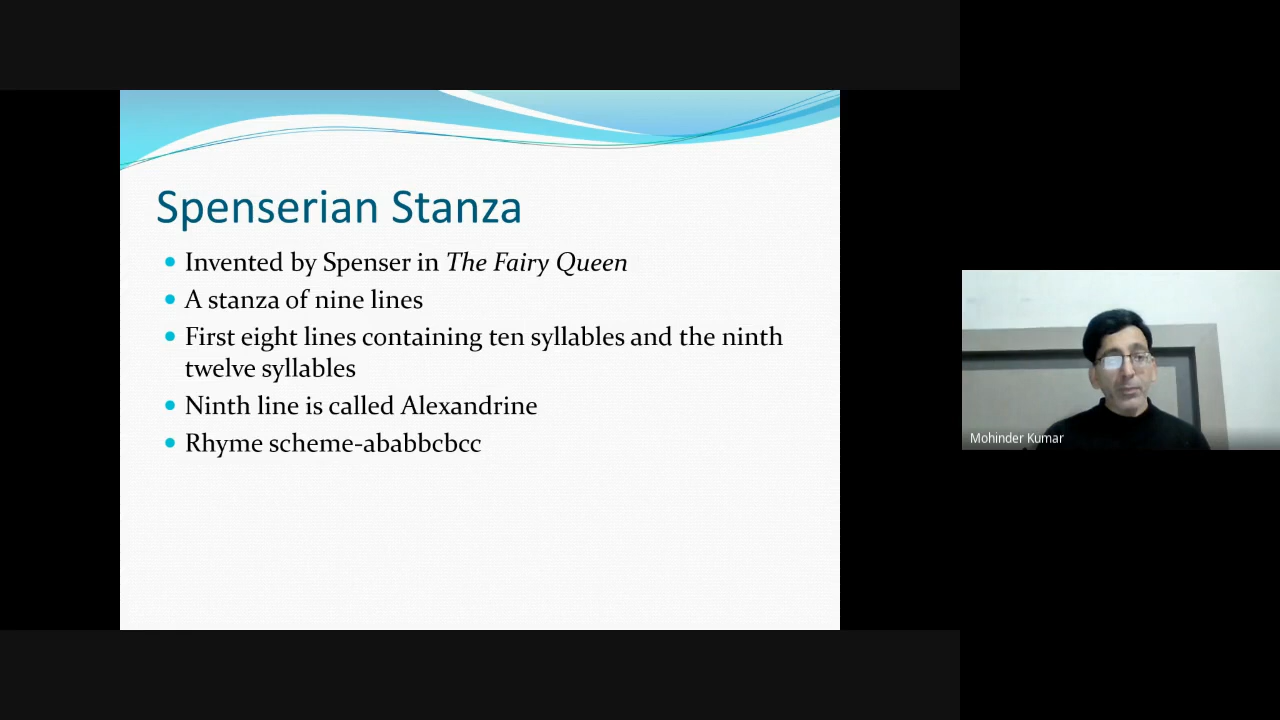 Spenserian Stanza
Invented by Spenser in The Fairy Queen
A stanza of nine lines
First eight lines containing ten syllables and the ninth
twelve syllables
Ninth line is called Alexandrine
Rhyme scheme-ababbcbcc
Mohinder Kumar